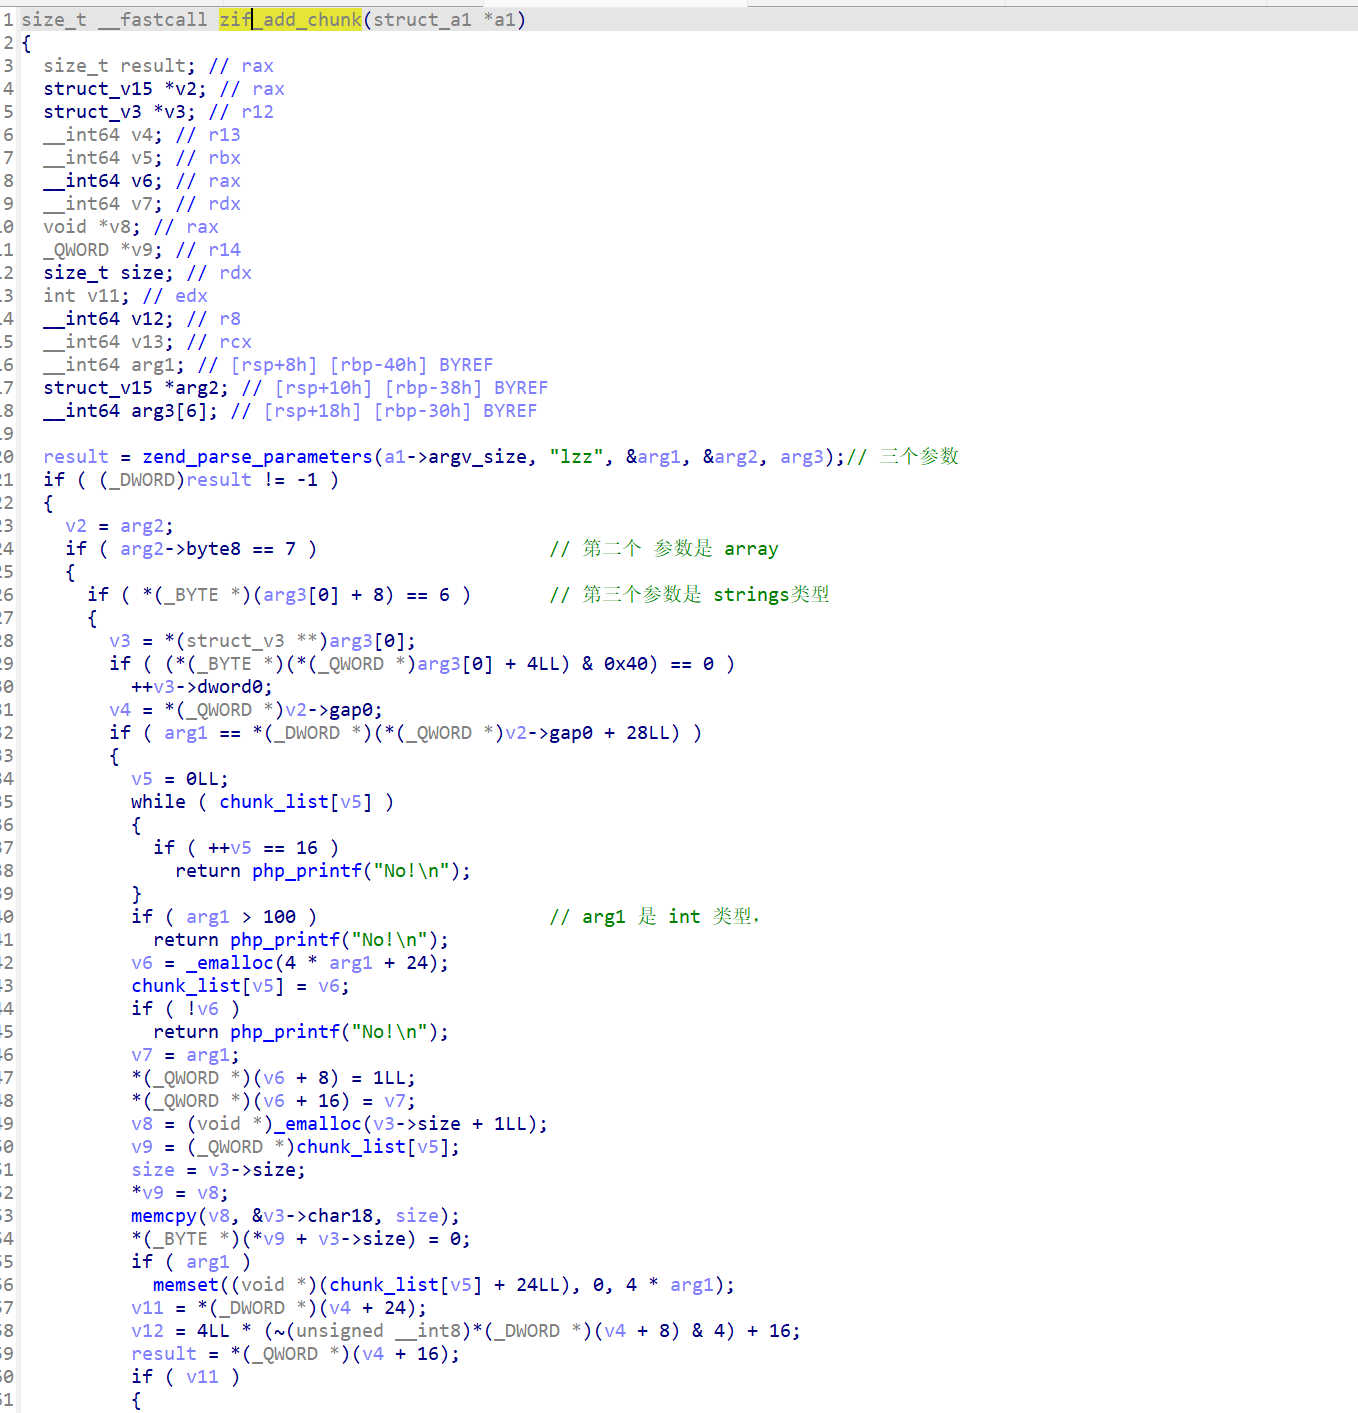 1 size_t __fastcall zif_add_chunk(struct_a1 *a1)
2 {
3 size_t result; // rax
4 struct_v15 *v2; // rax
5 struct_v3 *v3; // r12
6 __int64 v4; // r13
7 __int64 v5; // rbx
8 __int64 v6; // rax
9 __int64 v7; // rdx
0 void *v8; // rax
1 _QWORD *v9; // r14
2 size_t size; // rdx
3 int v11; // edx
4 __int64 v12; // r8
5 __int64 v13; // rcx
6 __int64 arg1; // [rsp+8h] [rbp-40h] BYREF
7 struct_v15 *arg2; // [rsp+10h] [rbp-38h] BYREF
8 __int64 arg3[6]; // [rsp+18h] [rbp-30h] BYREF
9
0 result = zend_parse_parameters(a1->argv_size, "lzz", &arg1, &arg2, arg3);// 三个参数
1 if ( (_DWORD)result != -1 )
2 {
3 v2 = arg2;
4 if ( arg2->byte8 == 7 ) // 第二个 参数是 array
5 {
6 if ( *(_BYTE *)(arg3[0] + 8) == 6 ) // 第三个参数是 strings类型
7 {
8 v3 = *(struct_v3 **)arg3[0];
9 if ( (*(_BYTE *)(*(_QWORD *)arg3[0] + 4LL) & 0x40) == 0 )
0 ++v3->dword0;
1 v4 = *(_QWORD *)v2->gap0;
2 if ( arg1 == *(_DWORD *)(*(_QWORD *)v2->gap0 + 28LL) )
3 {
4 v5 = 0LL;
5 while ( chunk_list[v5] )
6 {
7 if ( ++v5 == 16 )
8 return php_printf("No!\n");
9 }
0 if ( arg1 > 100 ) // arg1 是 int 类型.
1 return php_printf("No!\n");
2 v6 = _emalloc(4 * arg1 + 24);
3 chunk_list[v5] = v6;
4 if ( !v6 )
5 return php_printf("No!\n");
6 v7 = arg1;
7 *(_QWORD *)(v6 + 8) = 1LL;
8 *(_QWORD *)(v6 + 16) = v7;
9 v8 = (void *)_emalloc(v3->size + 1LL);
0 v9 = (_QWORD *)chunk_list[v5];
1 size = v3->size;
2 *v9 = v8;
3 memcpy(v8, &v3->char18, size);
4 *(_BYTE *)(*v9 + v3->size) = 0;
5 if ( arg1 )
6 memset((void *)(chunk_list[v5] + 24LL), 0, 4 * arg1);
7 v11 = *(_DWORD *)(v4 + 24);
8 v12 = 4LL * (~(unsigned __int8)*(_DWORD *)(v4 + 8) & 4) + 16;
9 result = *(_QWORD *)(v4 + 16);
0 if ( v11 )
1 {